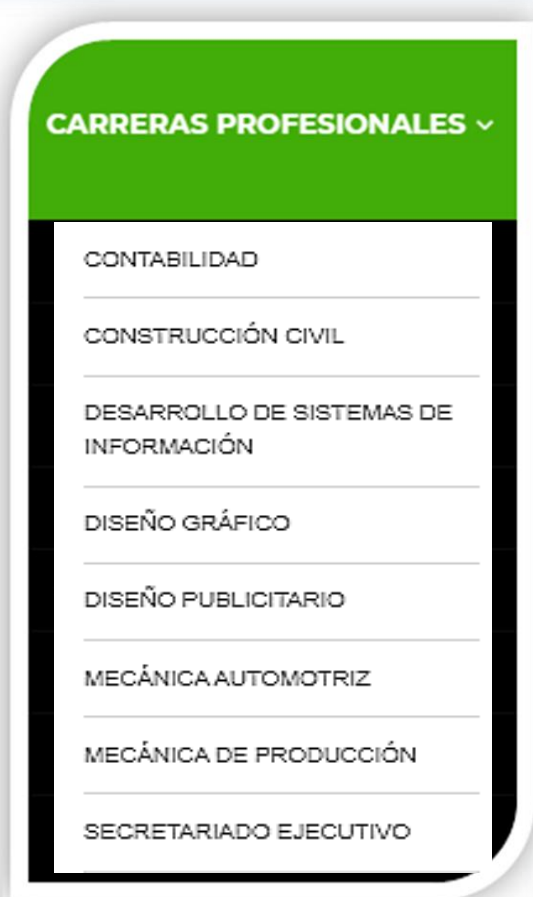 CARRERAS PROFESIONALES
CONTABILIDAD
CONSTRUCCIÓN CIVIL
DESARROLLO DE SISTEMAS DE
INFORMACIÓN
DISEÑO GRÁFICO
DISEÑO PUBLICITARIO
MECÁNICA AUTOMOTRIZ
MECÁNICA DE PRODUCCIÓN
SECRETARIADO EJECUTIVO